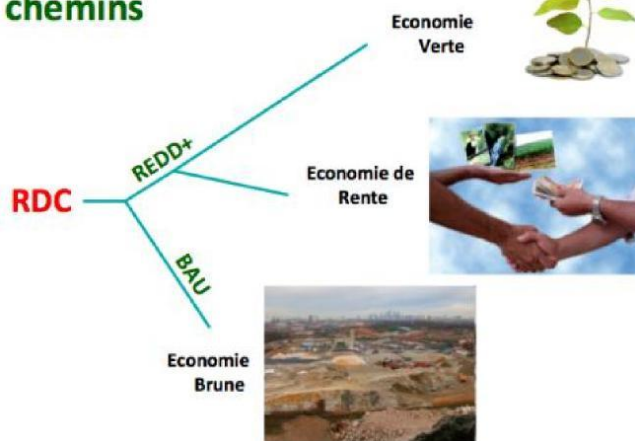 chemins
Economie
Verte
REDD+
Economie de
Rente
RDC
BAU
Economie
Brune